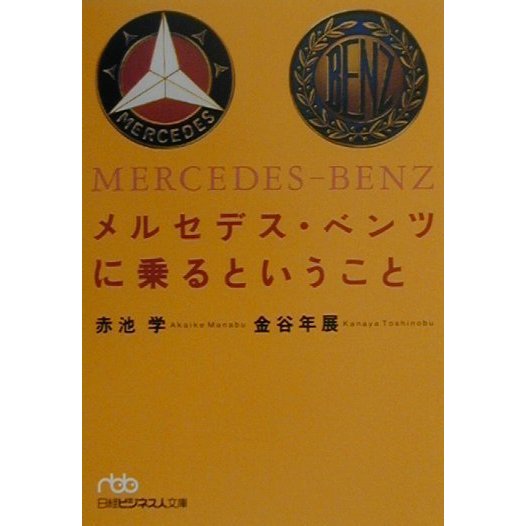 MERCEDES
BENZ
MERCEDES-BENZ
メルセデス・ベンツ
に乗るということ
赤池 学 Akaike Manabu 金谷年展 Kanaya Toshinobu
nbb
日経ビジネス人文庫